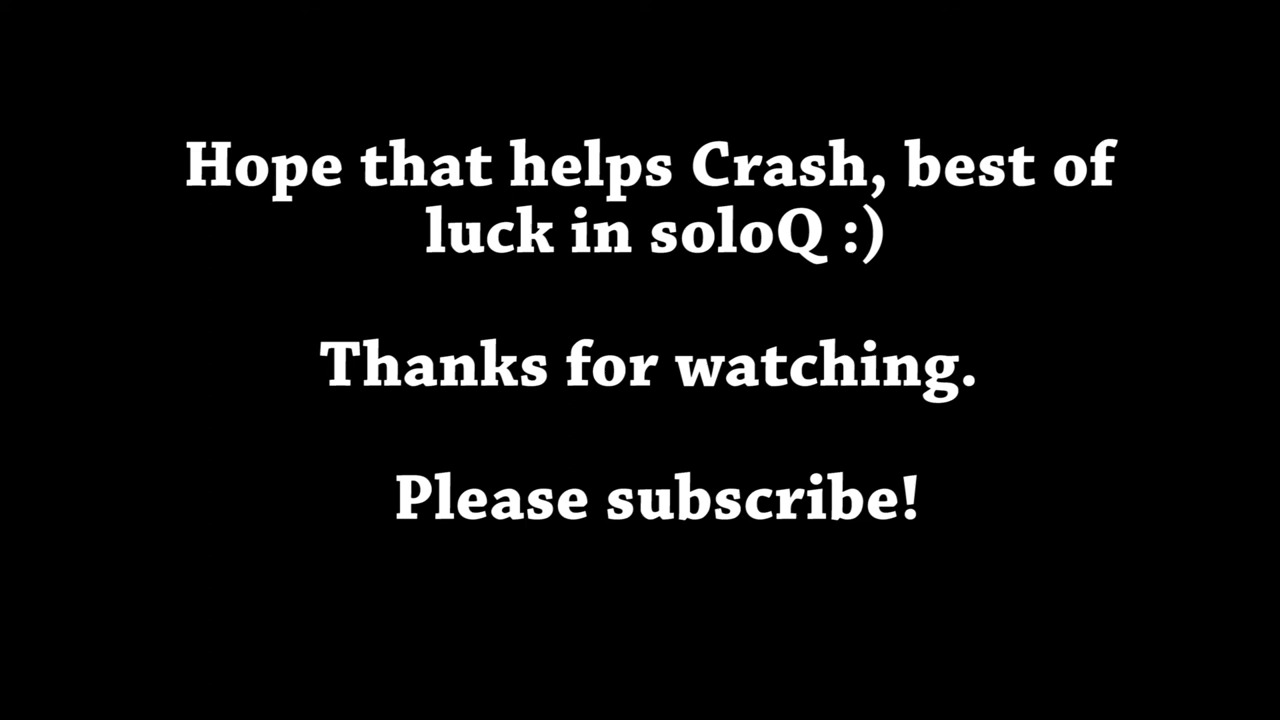 Hope that helps Crash, best of
luck in soloQ :)
Thanks for watching.
Please subscribe!